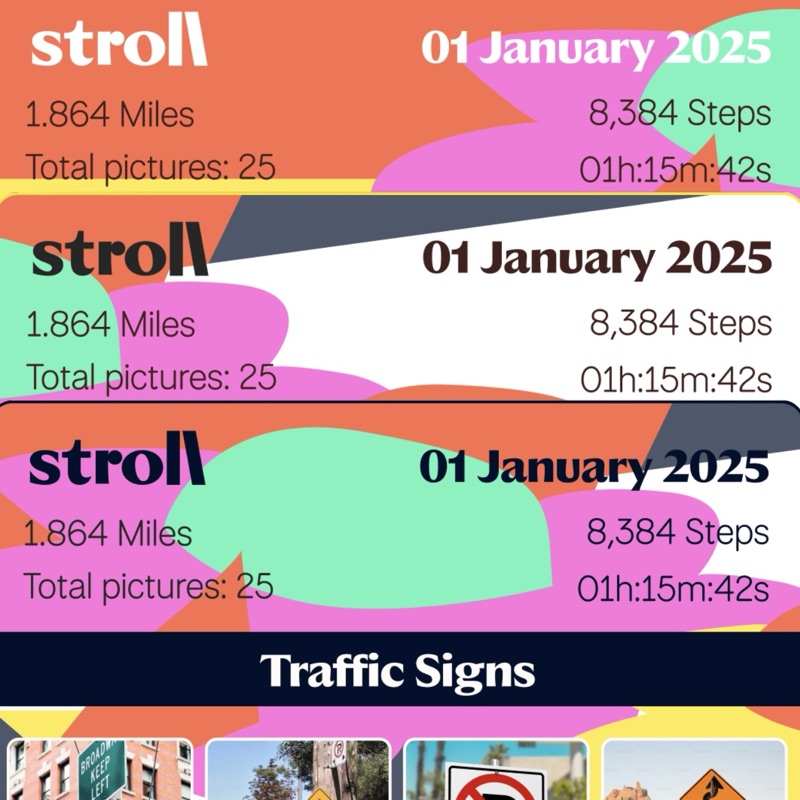 stroll
01 January 2025
1.864 Miles
8,384 Steps
Total pictures: 25
01h:15m:42s
stroll
01 January 2025
1.864 Miles
8,384 Steps
Total pictures: 25
01h:15m:42s
stroll
01 January 2025
1.864 Miles
8,384 Steps
Total pictures: 25
01h:15m:42s
Traffic Signs
KEEP
LEFT